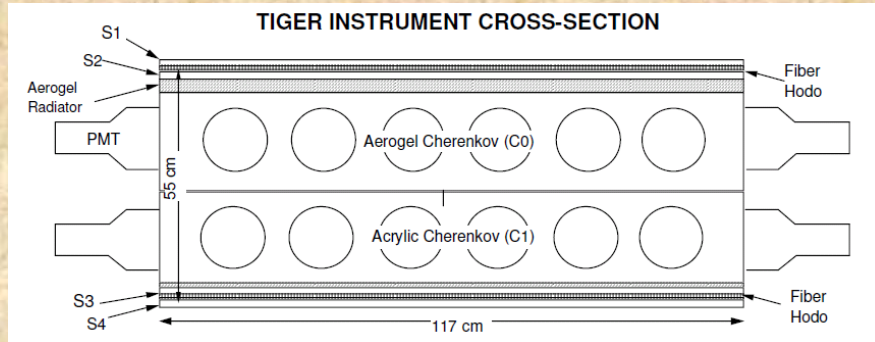 TIGER INSTRUMENT CROSS-SECTION
S1
S2
Aerogel
Radiator
Fiber
Hodo
PMT
Aerogel Cherenkov (C0)
55 cm
Acrylic Cherenkov (C1)
S3
S4
Fiber
Hodo
117 cm